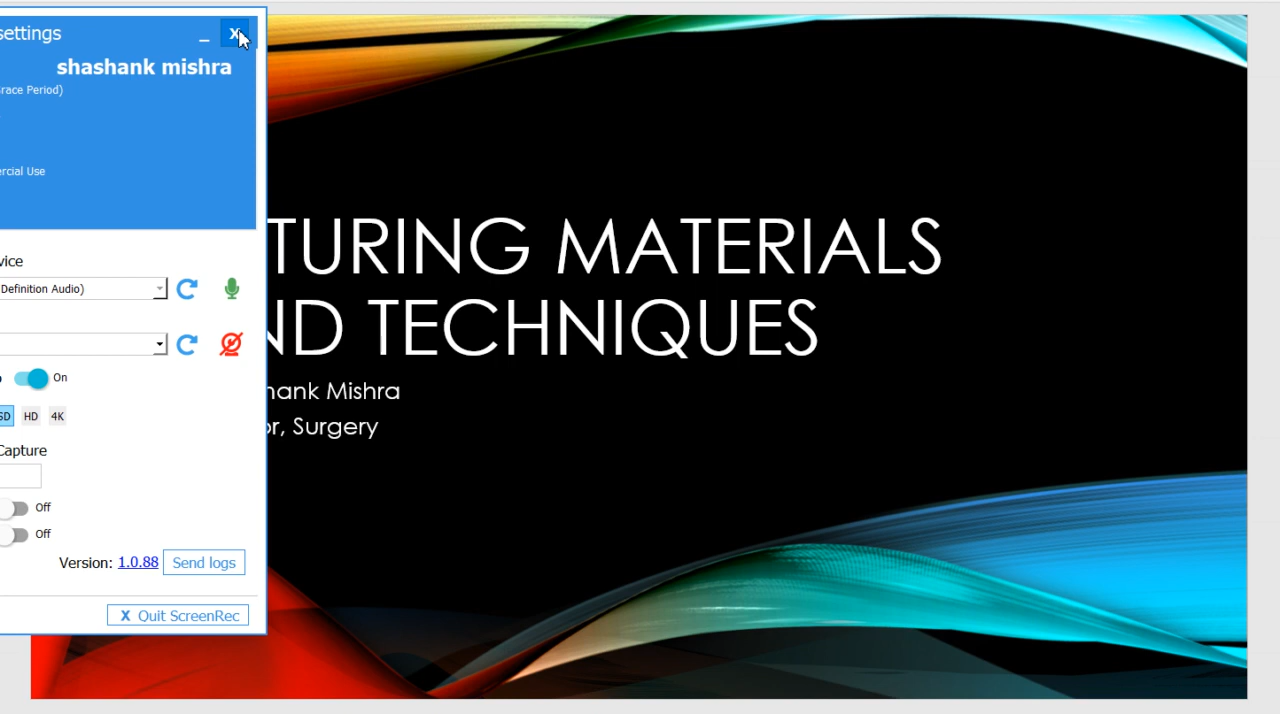 settings
_ X
shashank mishra
race Period)
ercial Use
vice
Definition Audio)
On
SD HD 4K
Capture
Off
Off
Version: 1.0.88 Send logs
X Quit ScreenRec
TURING MATERIALS
ND TECHNIQUES
hank Mishra
or, Surgery